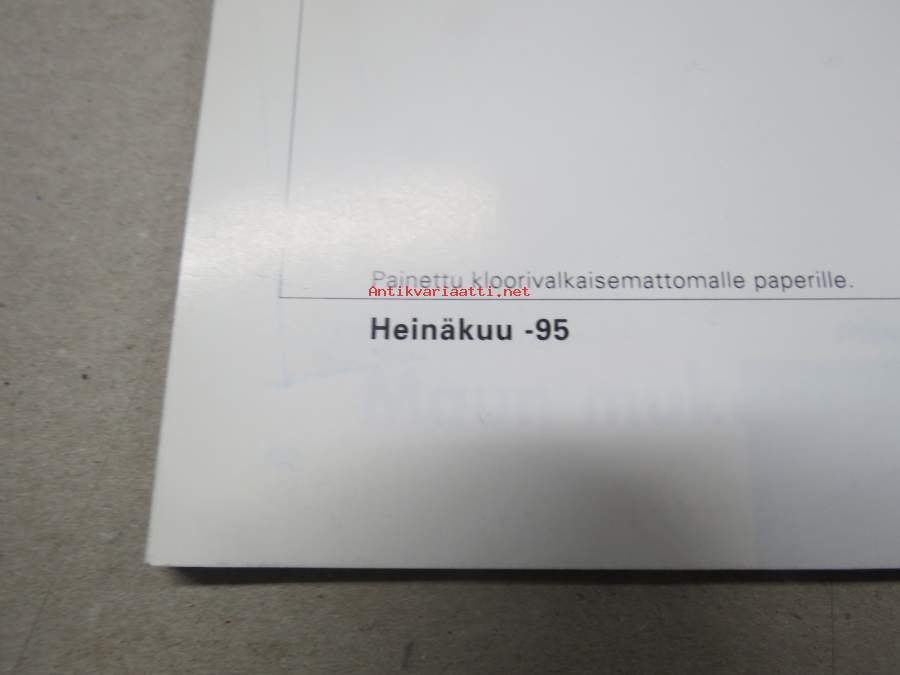 Painettu kloorivalkaisemattomalle paperille.
Antikvariaatti.net
Heinäkuu -95